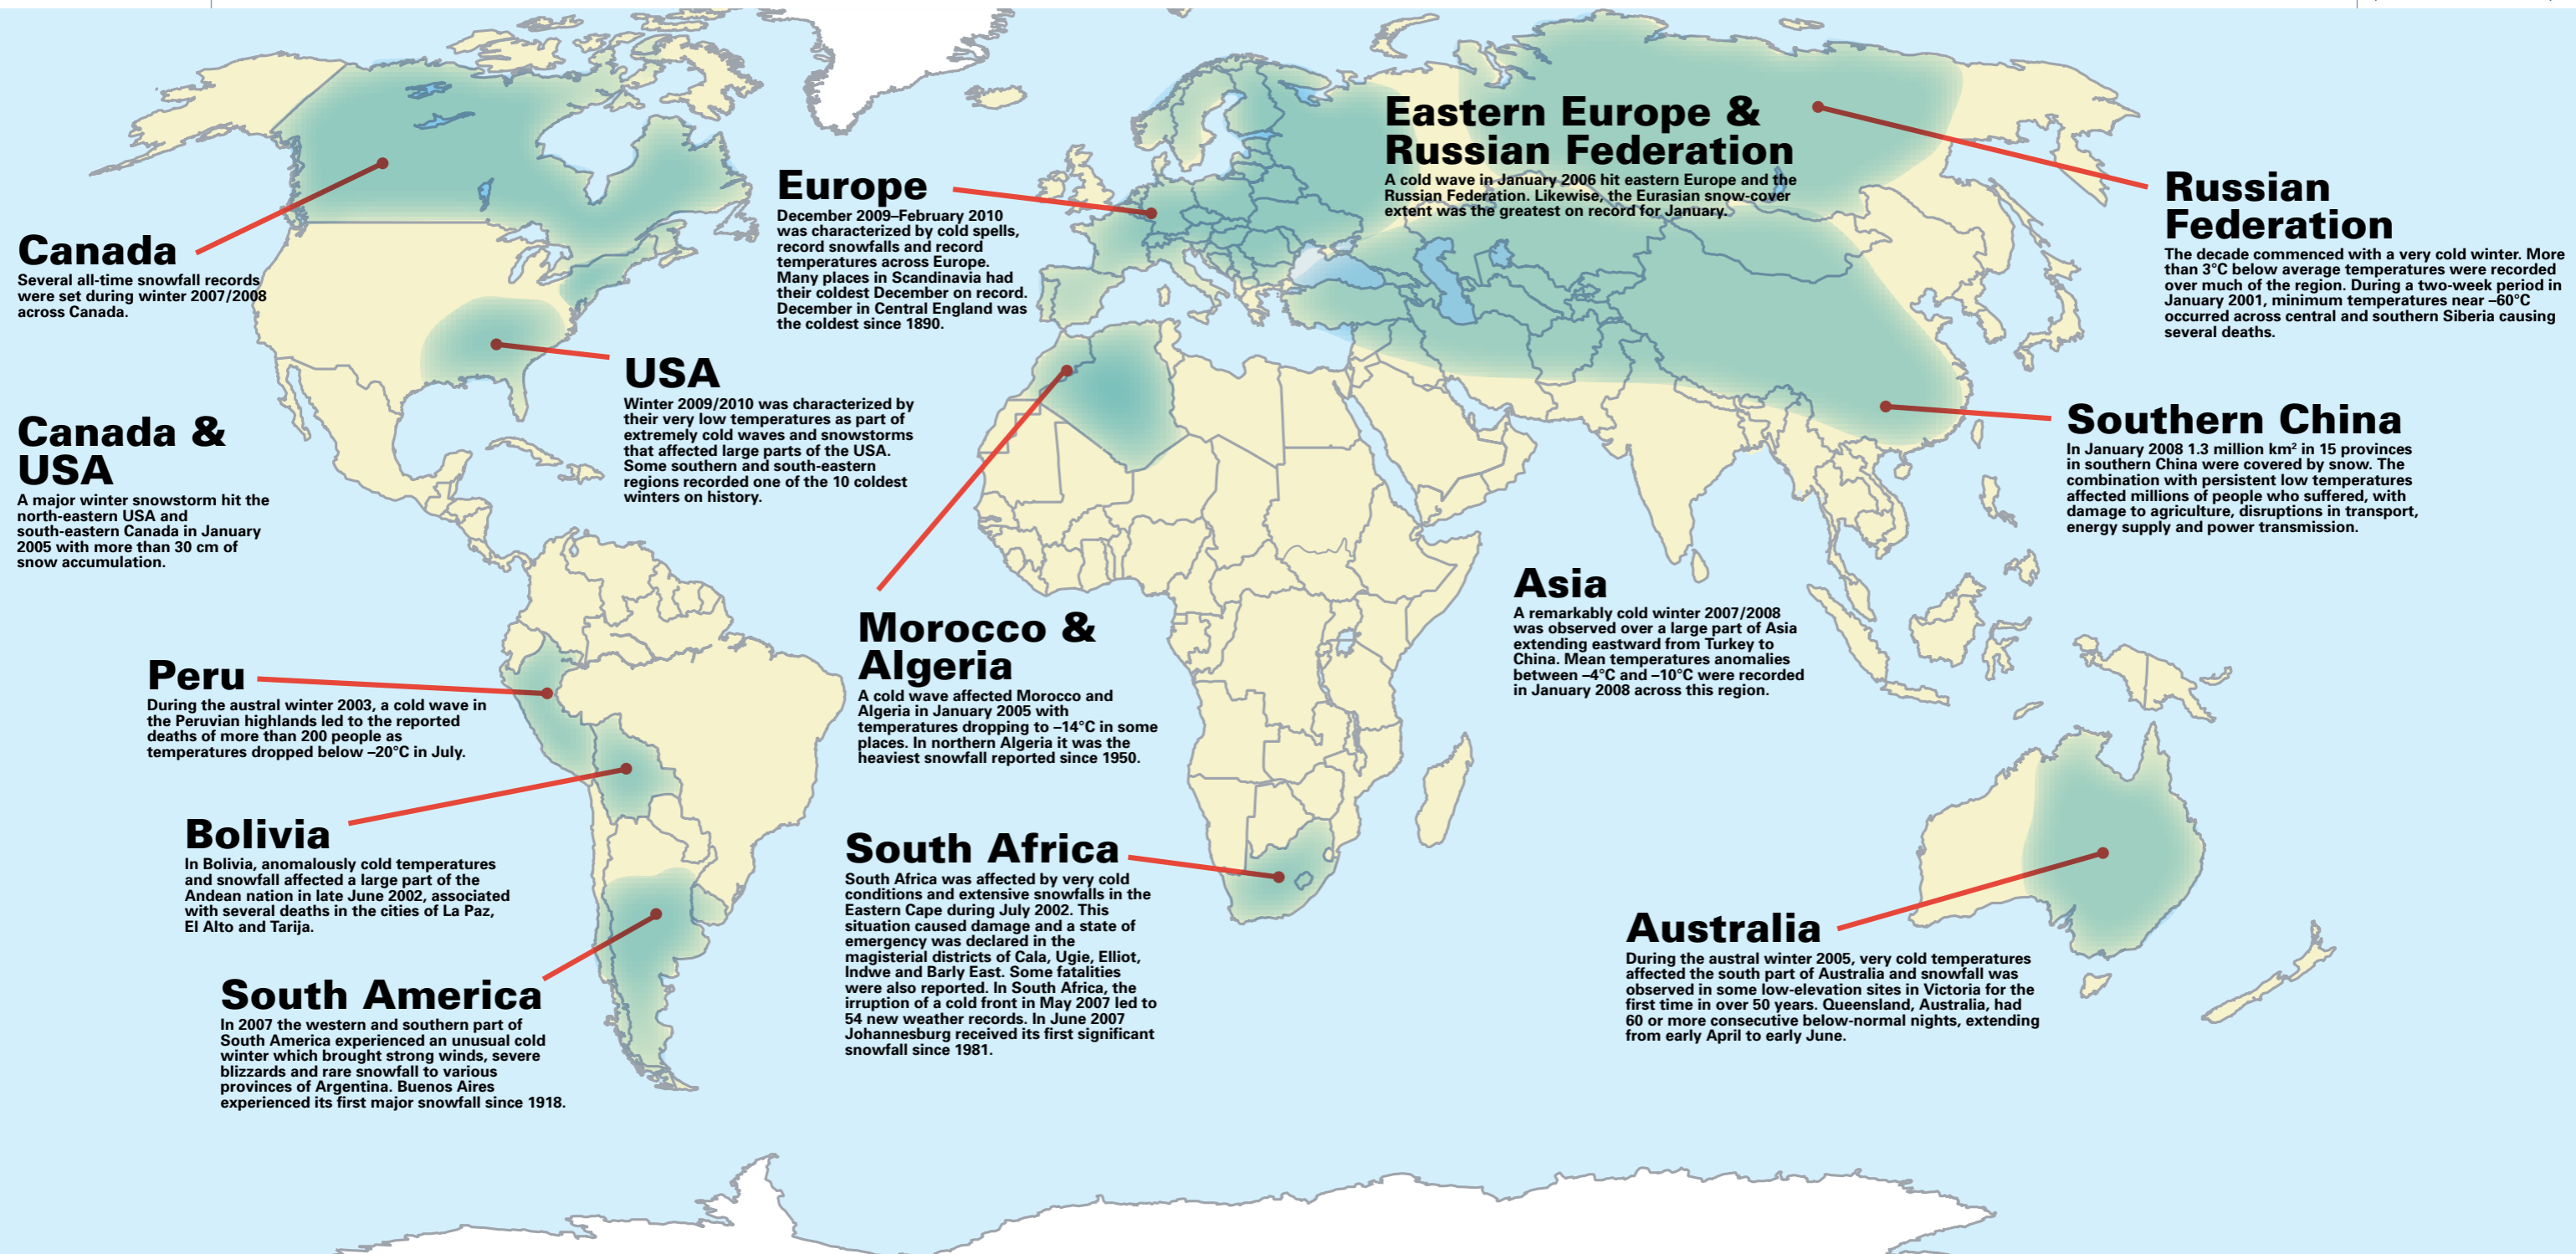 Canada
Several all-time snowfall records
were set during winter 2007/2008
across Canada.
Canada &
USA
A major winter snowstorm hit the
north-eastern USA and
south-eastern Canada in January
2005 with more than 30 cm of
snow accumulation.
USA
Winter 2009/2010 was characterized by
their very low temperatures as part of
extremely cold waves and snowstorms
that affected large parts of the USA.
Some southern and south-eastern
regions recorded one of the 10 coldest
winters on history.
Europe
December 2009–February 2010
was characterized by cold spells,
record snowfalls and record
temperatures across Europe.
Many places in Scandinavia had
their coldest December on record.
December in Central England was
the coldest since 1890.
Eastern Europe &
Russian Federation
A cold wave in January 2006 hit eastern Europe and the
Russian Federation. Likewise, the Eurasian snow-cover
extent was the greatest on record for January.
Russian
Federation
The decade commenced with a very cold winter. More
than 3°C below average temperatures were recorded
over much of the region. During a two-week period in
January 2001, minimum temperatures near –60°C
occurred across central and southern Siberia causing
several deaths.
Southern China
In January 2008 1.3 million km² in 15 provinces
in southern China were covered by snow. The
combination with persistent low temperatures
affected millions of people who suffered, with
damage to agriculture, disruptions in transport,
energy supply and power transmission.
Asia
A remarkably cold winter 2007/2008
was observed over a large part of Asia
extending eastward from Turkey to
China. Mean temperatures anomalies
between –4°C and –10°C were recorded
in January 2008 across this region.
Morocco &
Algeria
A cold wave affected Morocco and
Algeria in January 2005 with
temperatures dropping to –14°C in some
places. In northern Algeria it was the
heaviest snowfall reported since 1950.
Peru
During the austral winter 2003, a cold wave in
the Peruvian highlands led to the reported
deaths of more than 200 people as
temperatures dropped below –20°C in July.
Bolivia
In Bolivia, anomalously cold temperatures
and snowfall affected a large part of the
Andean nation in late June 2002, associated
with several deaths in the cities of La Paz,
El Alto and Tarija.
South America
In 2007 the western and southern part of
South America experienced an unusual cold
winter which brought strong winds, severe
blizzards and rare snowfall to various
provinces of Argentina. Buenos Aires
experienced its first major snowfall since 1918.
South Africa
South Africa was affected by very cold
conditions and extensive snowfalls in the
Eastern Cape during July 2002. This
situation caused damage and a state of
emergency was declared in the
magisterial districts of Cala, Ugie, Elliot,
Indwe and Barly East. Some fatalities
were also reported. In South Africa, the
irruption of a cold front in May 2007 led to
54 new weather records. In June 2007
Johannesburg received its first significant
snowfall since 1981.
Australia
During the austral winter 2005, very cold temperatures
affected the south part of Australia and snowfall was
observed in some low-elevation sites in Victoria for the
first time in over 50 years. Queensland, Australia, had
60 or more consecutive below-normal nights, extending
from early April to early June.